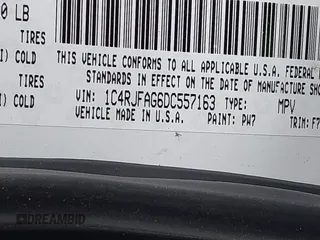 0 LB
TIRES
I) COLD
TIRES
I) COLD
THIS VEHICLE CONFORMS TO ALL APPLICABLE U.S.A. FEDERAL
STANDARDS IN EFFECT ON THE DATE OF MANUFACTURE SHO
VIN: 1C4RJFAG6DC557163 TYPE: MPV
VEHICLE MADE IN U.S.A. PAINT: PW7 TRIM: F7
DREAMBID